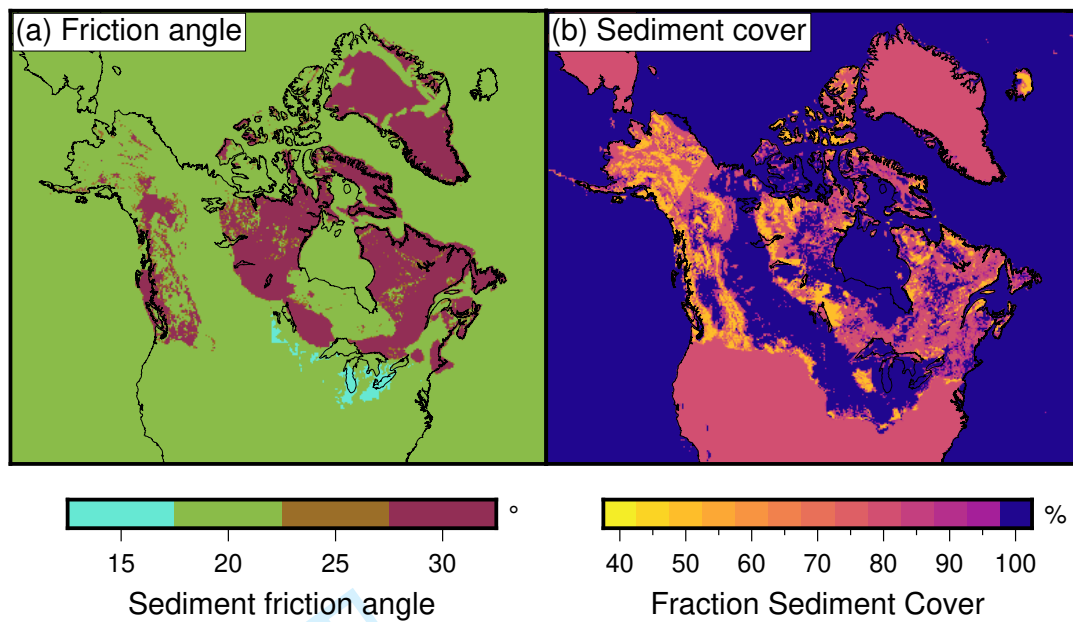 (a) Friction angle
(b) Sediment cover
15 22 25 30 °
Sediment friction angle
40 50 60 70 80 90 100 %
Fraction Sediment Cover